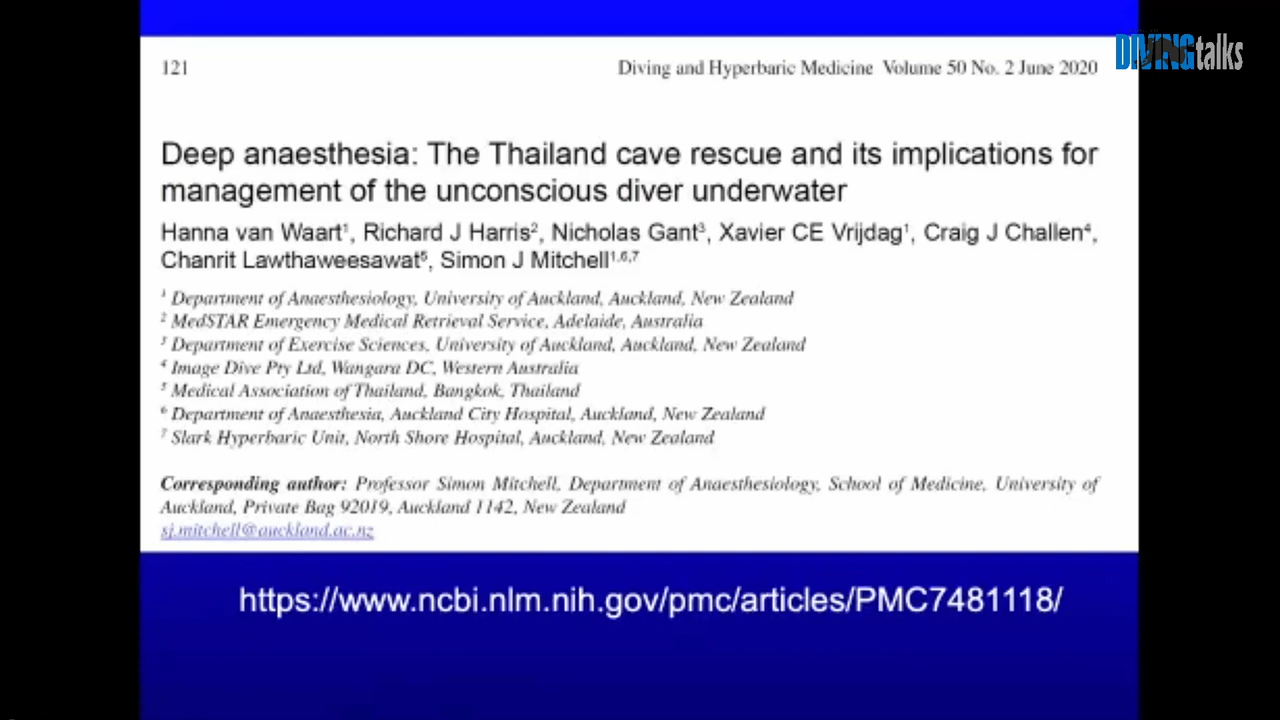 DIVINGtalks
121 Diving and Hyperbaric Medicine Volume 50 No. 2 June 2020
Deep anaesthesia: The Thailand cave rescue and its implications for
management of the unconscious diver underwater
Hanna van Waart¹, Richard J Harris², Nicholas Gant³, Xavier CE Vrijdag¹, Craig J Challen⁴,
Chanrit Lawthaweesawat⁵, Simon J Mitchell¹,⁶,⁷
¹ Department of Anaesthesiology, University of Auckland, Auckland, New Zealand
² MedSTAR Emergency Medical Retrieval Service, Adelaide, Australia
³ Department of Exercise Sciences, University of Auckland, Auckland, New Zealand
⁴ Image Dive Pty Ltd, Wangara DC, Western Australia
⁵ Medical Association of Thailand, Bangkok, Thailand
⁶ Department of Anaesthesia, Auckland City Hospital, Auckland, New Zealand
⁷ Slark Hyperbaric Unit, North Shore Hospital, Auckland, New Zealand
Corresponding author: Professor Simon Mitchell, Department of Anaesthesiology, School of Medicine, University of
Auckland, Private Bag 92019, Auckland 1142, New Zealand
sj.mitchell@auckland.ac.nz
https://www.ncbi.nlm.nih.gov/pmc/articles/PMC7481118/